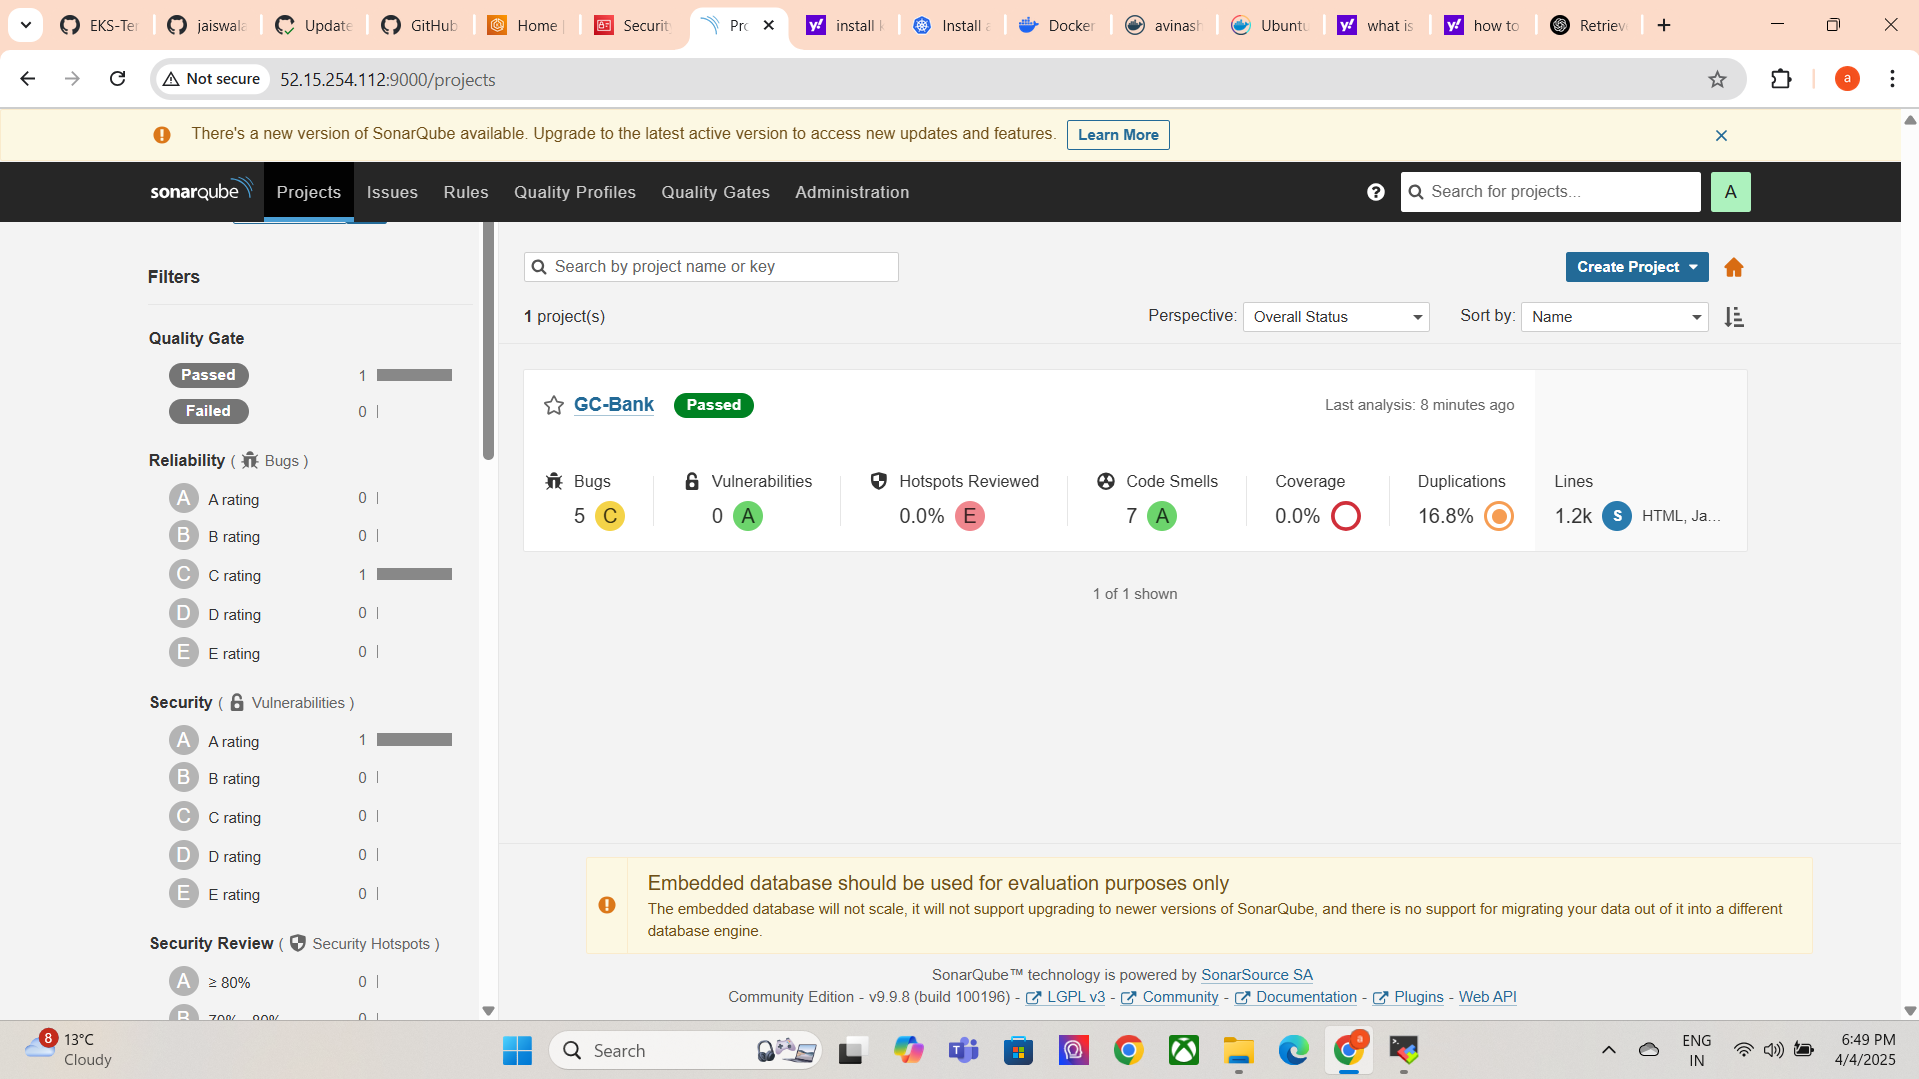 EKS-Ter
jaiswala
Update
GitHub
Home |
Securit
Pro
install k
Install a
Docker
avinash
Ubuntu
what is
how to
Retriev
Not secure
52.15.254.112:9000/projects
a
There's a new version of SonarQube available. Upgrade to the latest active version to access new updates and features.
Learn More
sonarqube
Projects
Issues
Rules
Quality Profiles
Quality Gates
Administration
Search for projects...
A
Filters
Quality Gate
Passed 1
Failed 0
Reliability ( Bugs )
A A rating 0
B B rating 0
C C rating 1
D D rating 0
E E rating 0
Security ( Vulnerabilities )
A A rating 1
B B rating 0
C C rating 0
D D rating 0
E E rating 0
Security Review ( Security Hotspots )
A ≥ 80% 0
B 70% - 80% 0
Search by project name or key
Create Project
1 project(s)
Perspective: Overall Status
Sort by: Name
GC-Bank
Passed
Last analysis: 8 minutes ago
Bugs
5 C
Vulnerabilities
0 A
Hotspots Reviewed
0.0% E
Code Smells
7 A
Coverage
0.0%
Duplications
16.8%
Lines
1.2k S HTML, Ja...
1 of 1 shown
Embedded database should be used for evaluation purposes only
The embedded database will not scale, it will not support upgrading to newer versions of SonarQube, and there is no support for migrating your data out of it into a different
database engine.
SonarQube™ technology is powered by SonarSource SA
Community Edition - v9.9.8 (build 100196) - LGPL v3 - Community - Documentation - Plugins - Web API
8
13°C
Cloudy
Search
a
ENG
IN
6:49 PM
4/4/2025